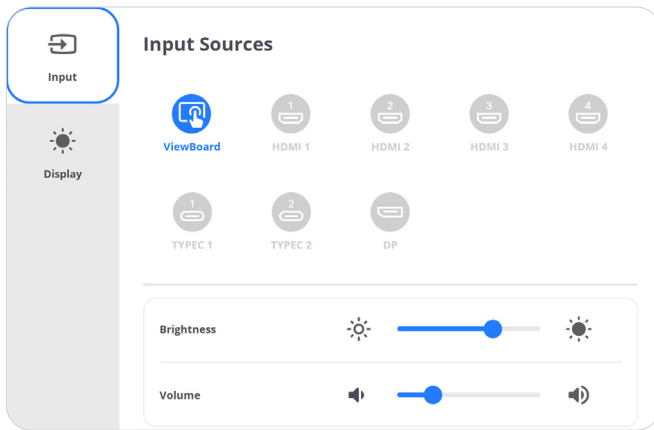 Input
Input Sources
ViewBoard
1
HDMI 1
2
HDMI 2
3
HDMI 3
4
HDMI 4
Display
1
TYPEC 1
2
TYPEC 2
DP
Brightness
Volume